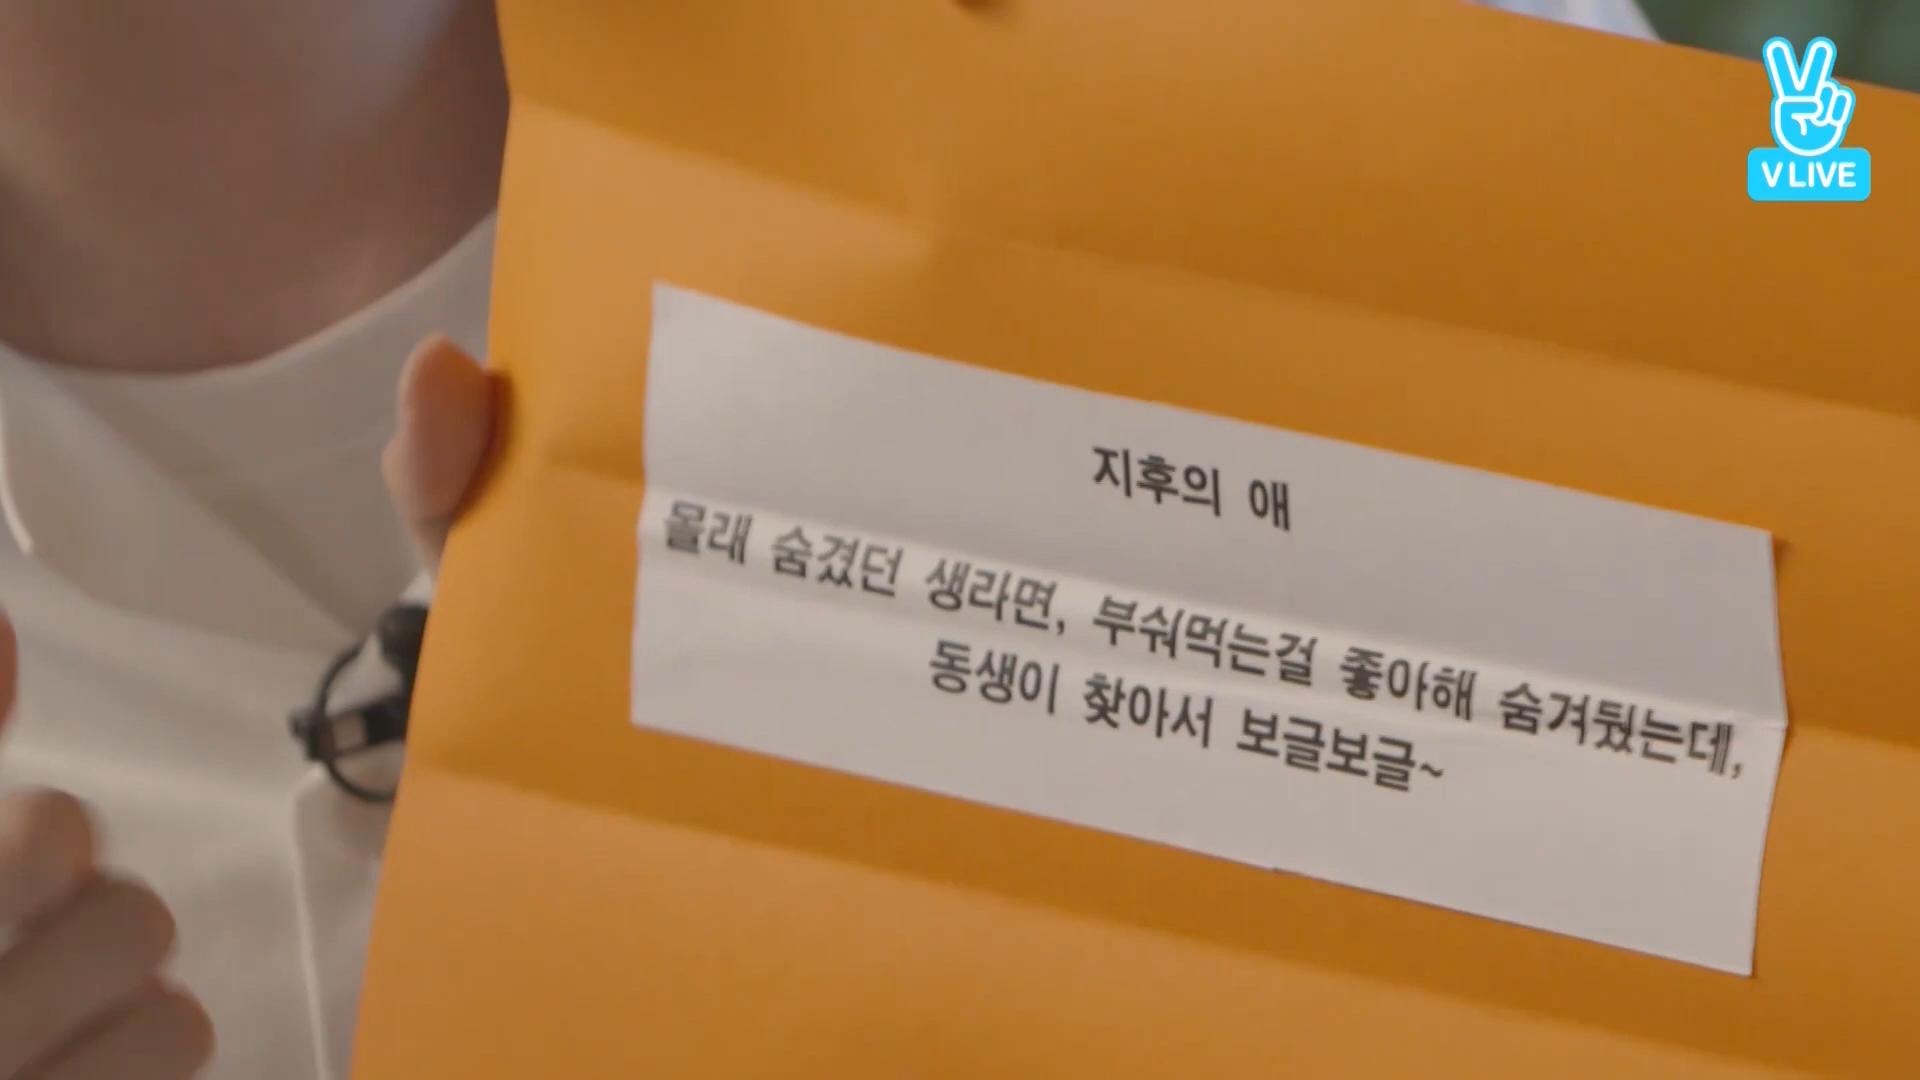 V LIVE
지후의 애
몰래 숨겼던 생라면, 부숴먹는걸 좋아해 숨겨뒀는데,
동생이 찾아서 보글보글~